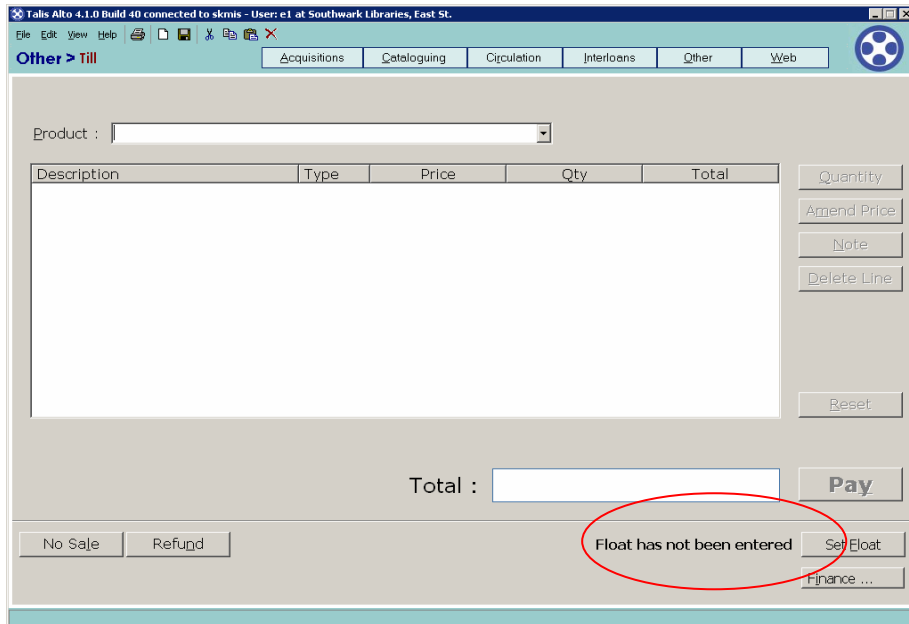 Talis Alto 4.1.0 Build 40 connected to skmis - User: e1 at Southwark Libraries, East St.
File Edit View Help
Other > Till Acquisitions Cataloguing Circulation Interloans Other Web
Product :
Description Type Price Qty Total
Quantity
Amend Price
Note
Delete Line
Reset
Total : Pay
No Sale Refund Float has not been entered Set Float
Finance ...